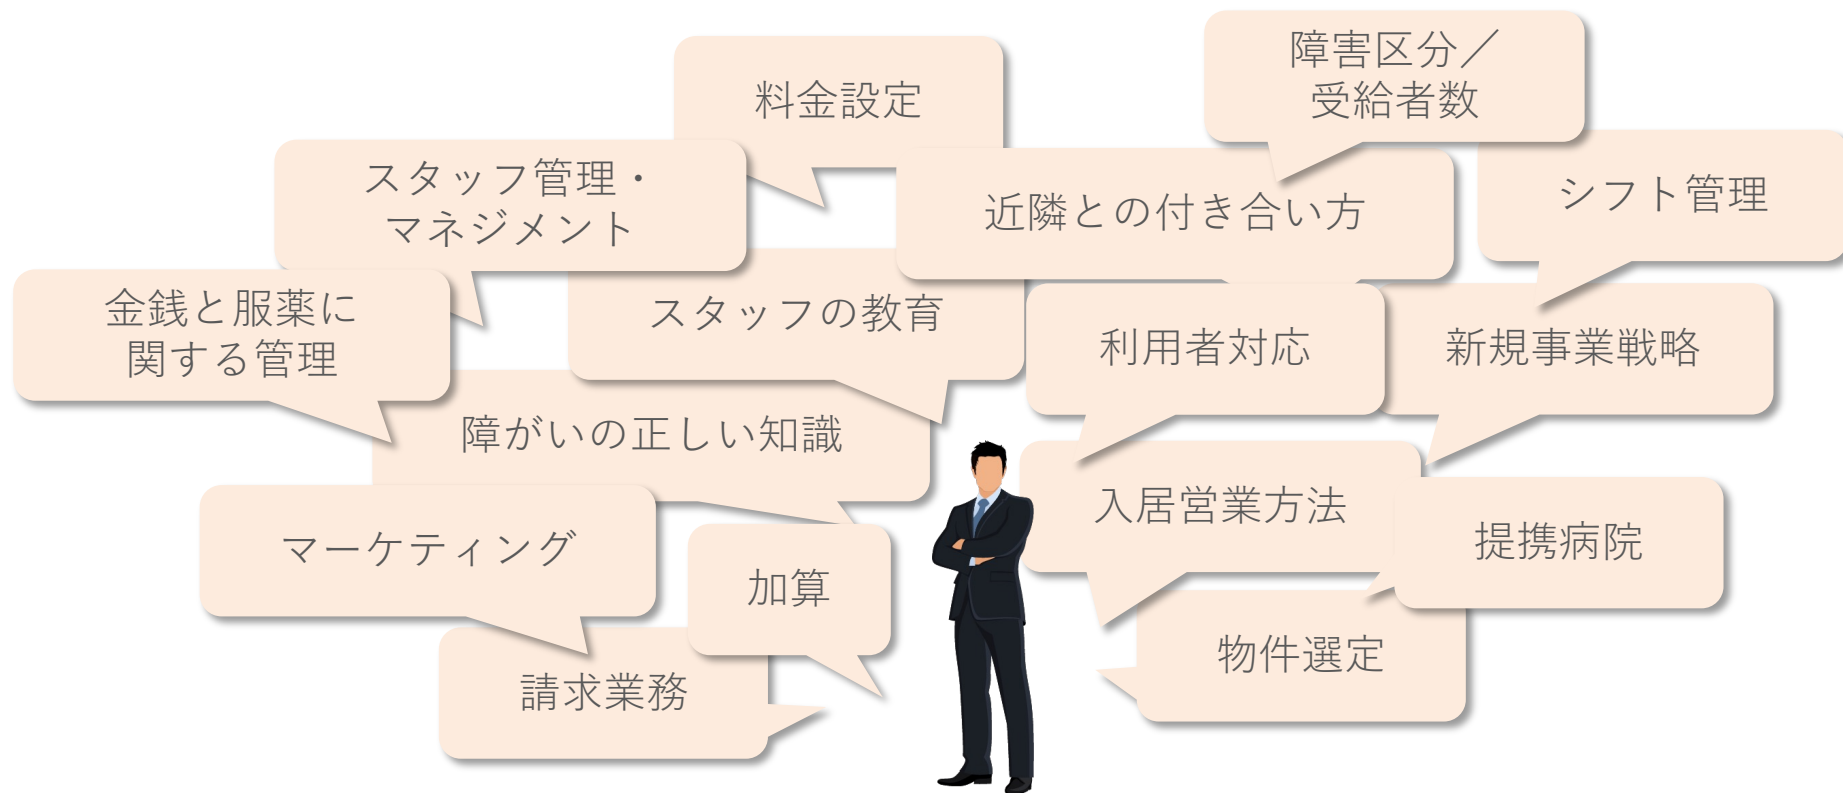 障害区分／
受給者数
料金設定
スタッフ管理・
マネジメント
近隣との付き合い方
シフト管理
金銭と服薬に
関する管理
スタッフの教育
利用者対応
新規事業戦略
障がいの正しい知識
入居営業方法
提携病院
マーケティング
加算
物件選定
請求業務